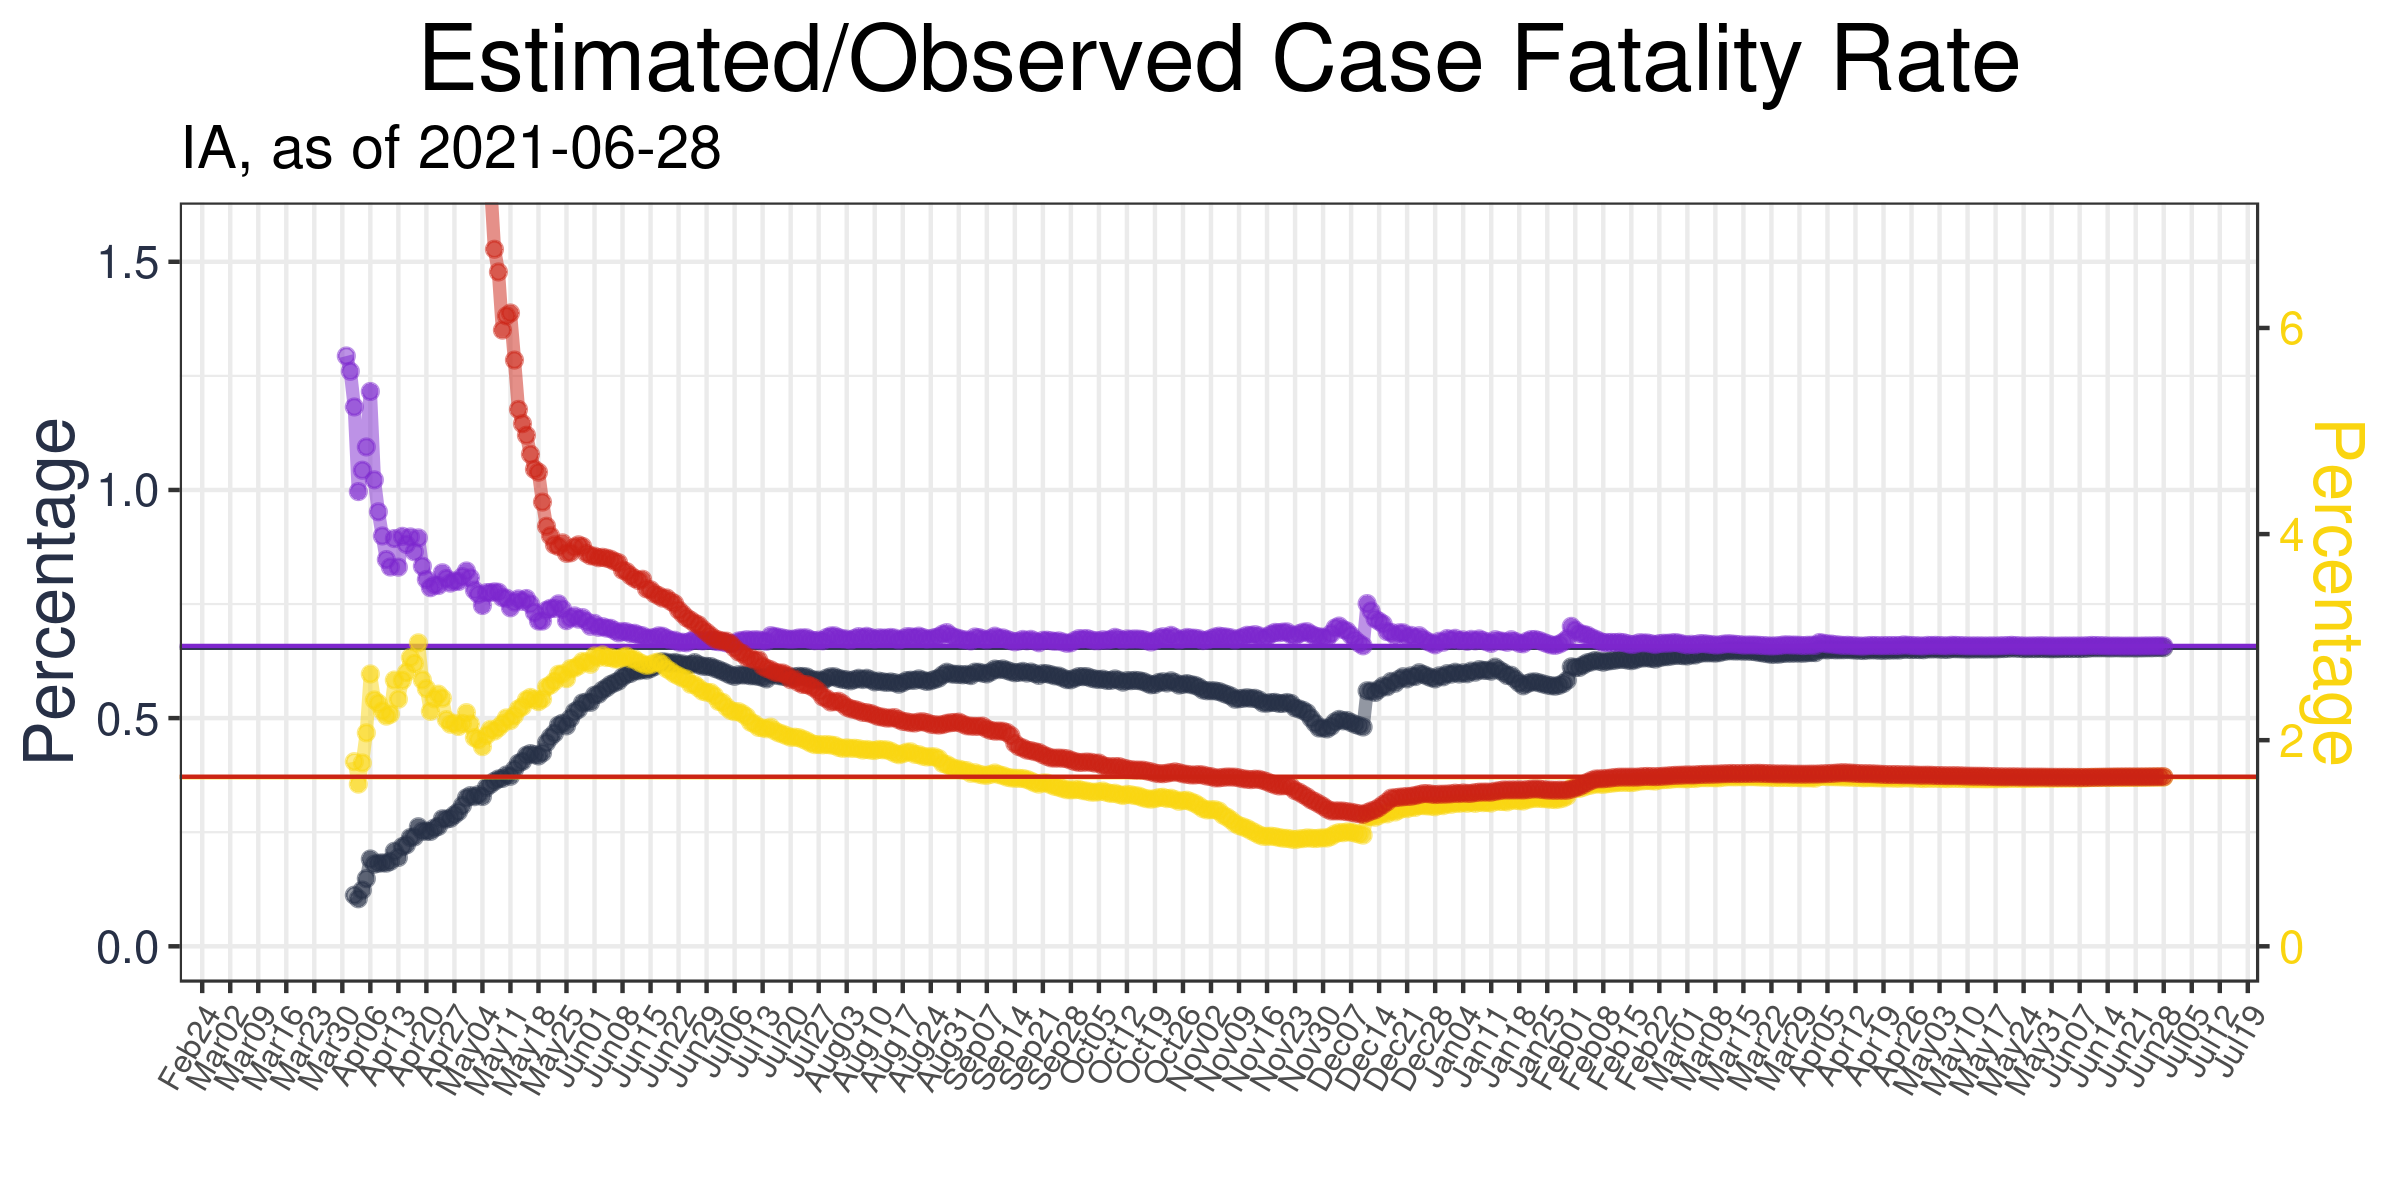 Estimated/Observed Case Fatality Rate
IA, as of 2021-06-28
Percentage
1.5
1.0
0.5
0.0
6
4
2
0
Percentage
Feb24
Mar02
Mar09
Mar16
Mar23
Mar30
Apr06
Apr13
Apr20
Apr27
May04
May11
May18
May25
Jun01
Jun08
Jun15
Jun22
Jun29
Jul06
Jul13
Jul20
Jul27
Aug03
Aug10
Aug17
Aug24
Aug31
Sep07
Sep14
Sep21
Sep28
Oct05
Oct12
Oct19
Oct26
Nov02
Nov09
Nov16
Nov23
Nov30
Dec07
Dec14
Dec21
Dec28
Jan04
Jan11
Jan18
Jan25
Feb01
Feb08
Feb15
Feb22
Mar01
Mar08
Mar15
Mar22
Mar29
Apr05
Apr12
Apr19
Apr26
May03
May10
May17
May24
May31
Jun07
Jun14
Jun21
Jun28
Jul05
Jul12
Jul19